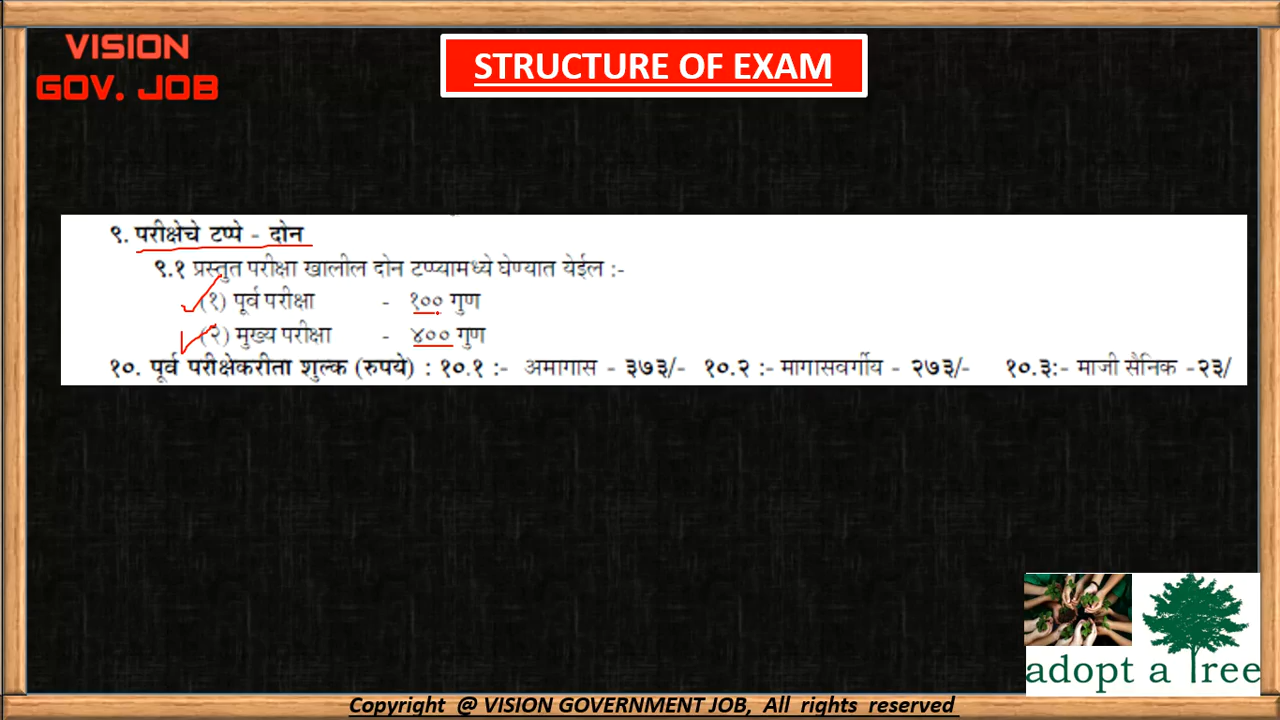 VISION
GOV. JOB
STRUCTURE OF EXAM
९. परीक्षेचे टप्पे - दोन
९.१ प्रस्तुत परीक्षा खालील दोन टप्प्यामध्ये घेण्यात येईल :-
(१) पूर्व परीक्षा - १०० गुण
(२) मुख्य परीक्षा - ४०० गुण
१०. पूर्व परीक्षेकरीता शुल्क (रुपये) : १०.१ :- अमागास - ३७३/- १०.२ :- मागासवर्गीय - २७३/- १०.३:- माजी सैनिक -२३/
adopt a Tree
Copyright @ VISION GOVERNMENT JOB, All rights reserved